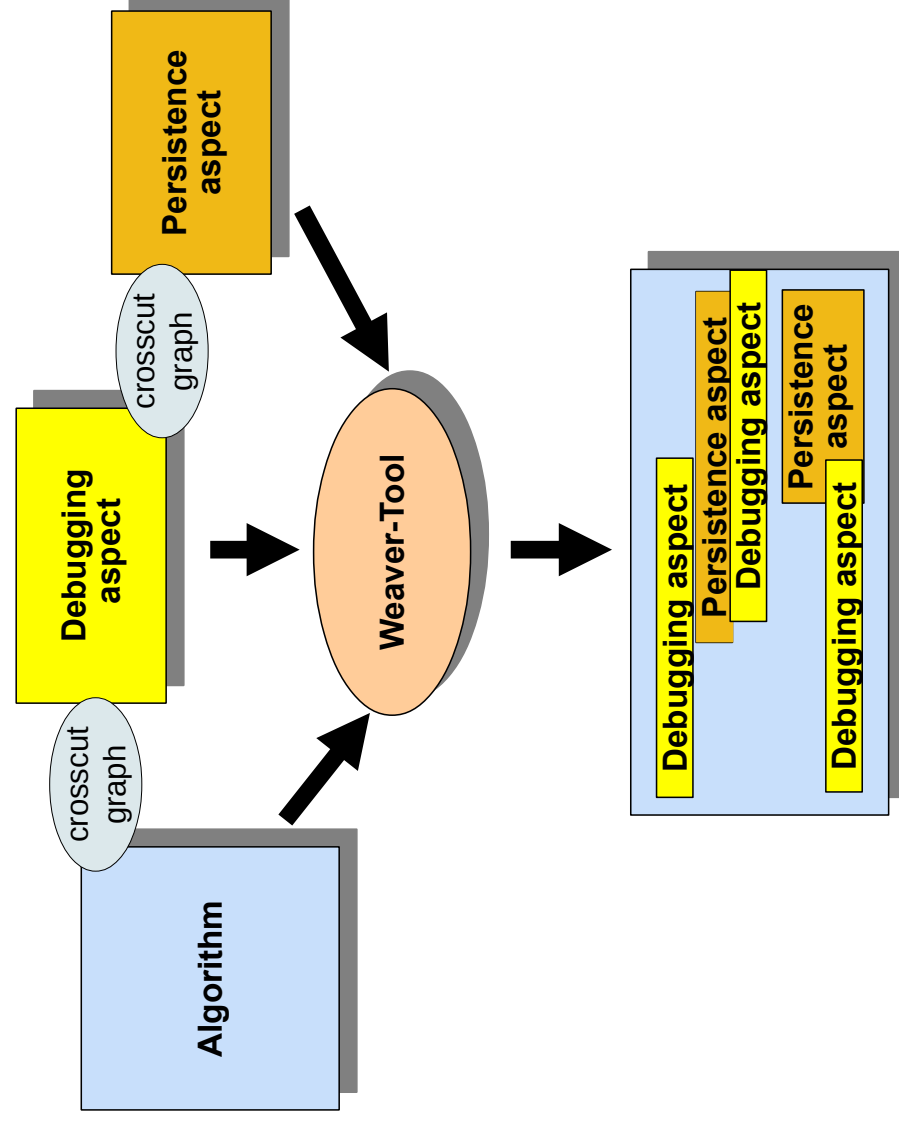 Algorithm
crosscut
graph
Debugging
aspect
crosscut
graph
Persistence
aspect
Weaver-Tool
Debugging aspect
Persistence aspect
Debugging aspect
Persistence
aspect
Debugging aspect